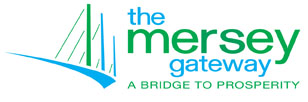 the
mersey
gateway
A BRIDGE TO PROSPERITY